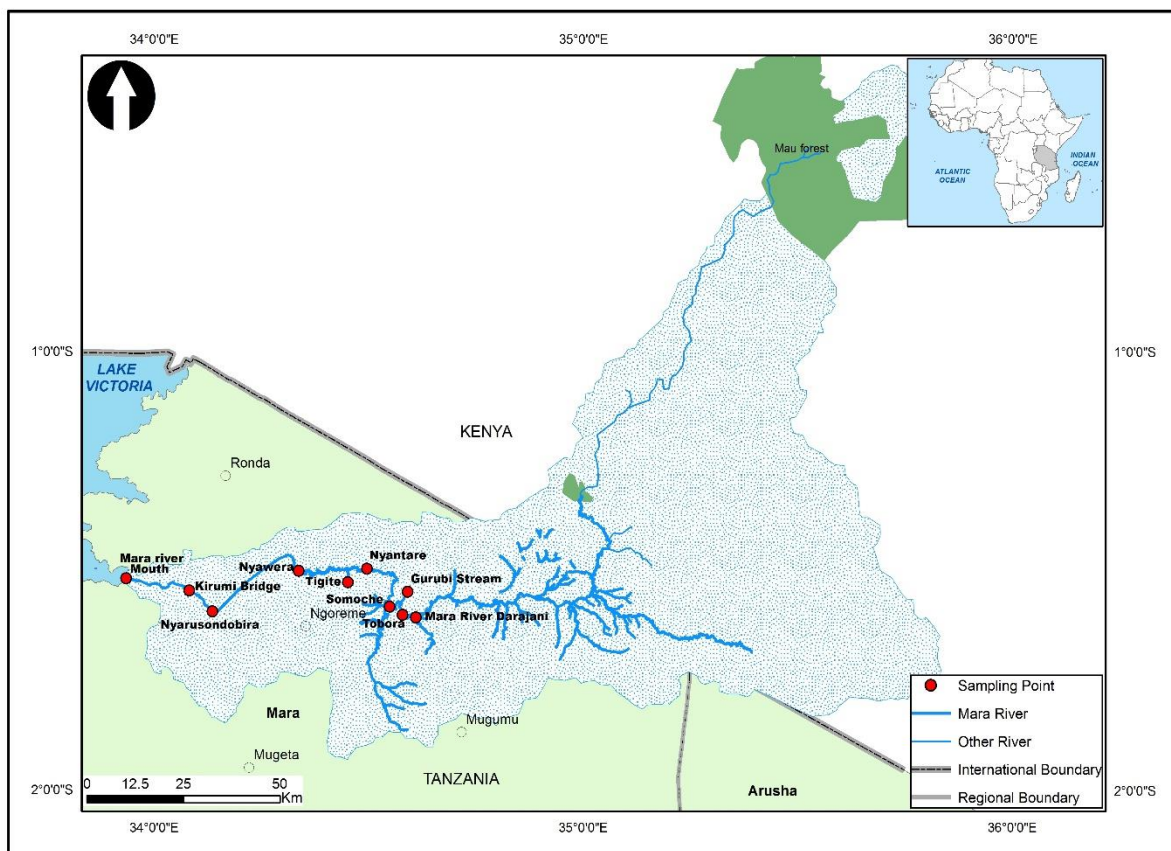 34°0'0"E
35°0'0"E
36°0'0"E
Mau forest
ATLANTIC
OCEAN
INDIAN
OCEAN
1°0'0"S
1°0'0"S
LAKE
VICTORIA
KENYA
Ronda
Mara river
Mouth
Nyawera
Nyantare
Kirumi Bridge
Tigite
Gurubi Stream
Somoche
Ngoreme
Nyarusondobira
Tobora
Mara River Darajani
Mara
Mugumu
Mugeta
TANZANIA
Arusha
0 12.5 25 50
Km
Sampling Point
Mara River
Other River
International Boundary
Regional Boundary
2°0'0"S
2°0'0"S
34°0'0"E
35°0'0"E
36°0'0"E